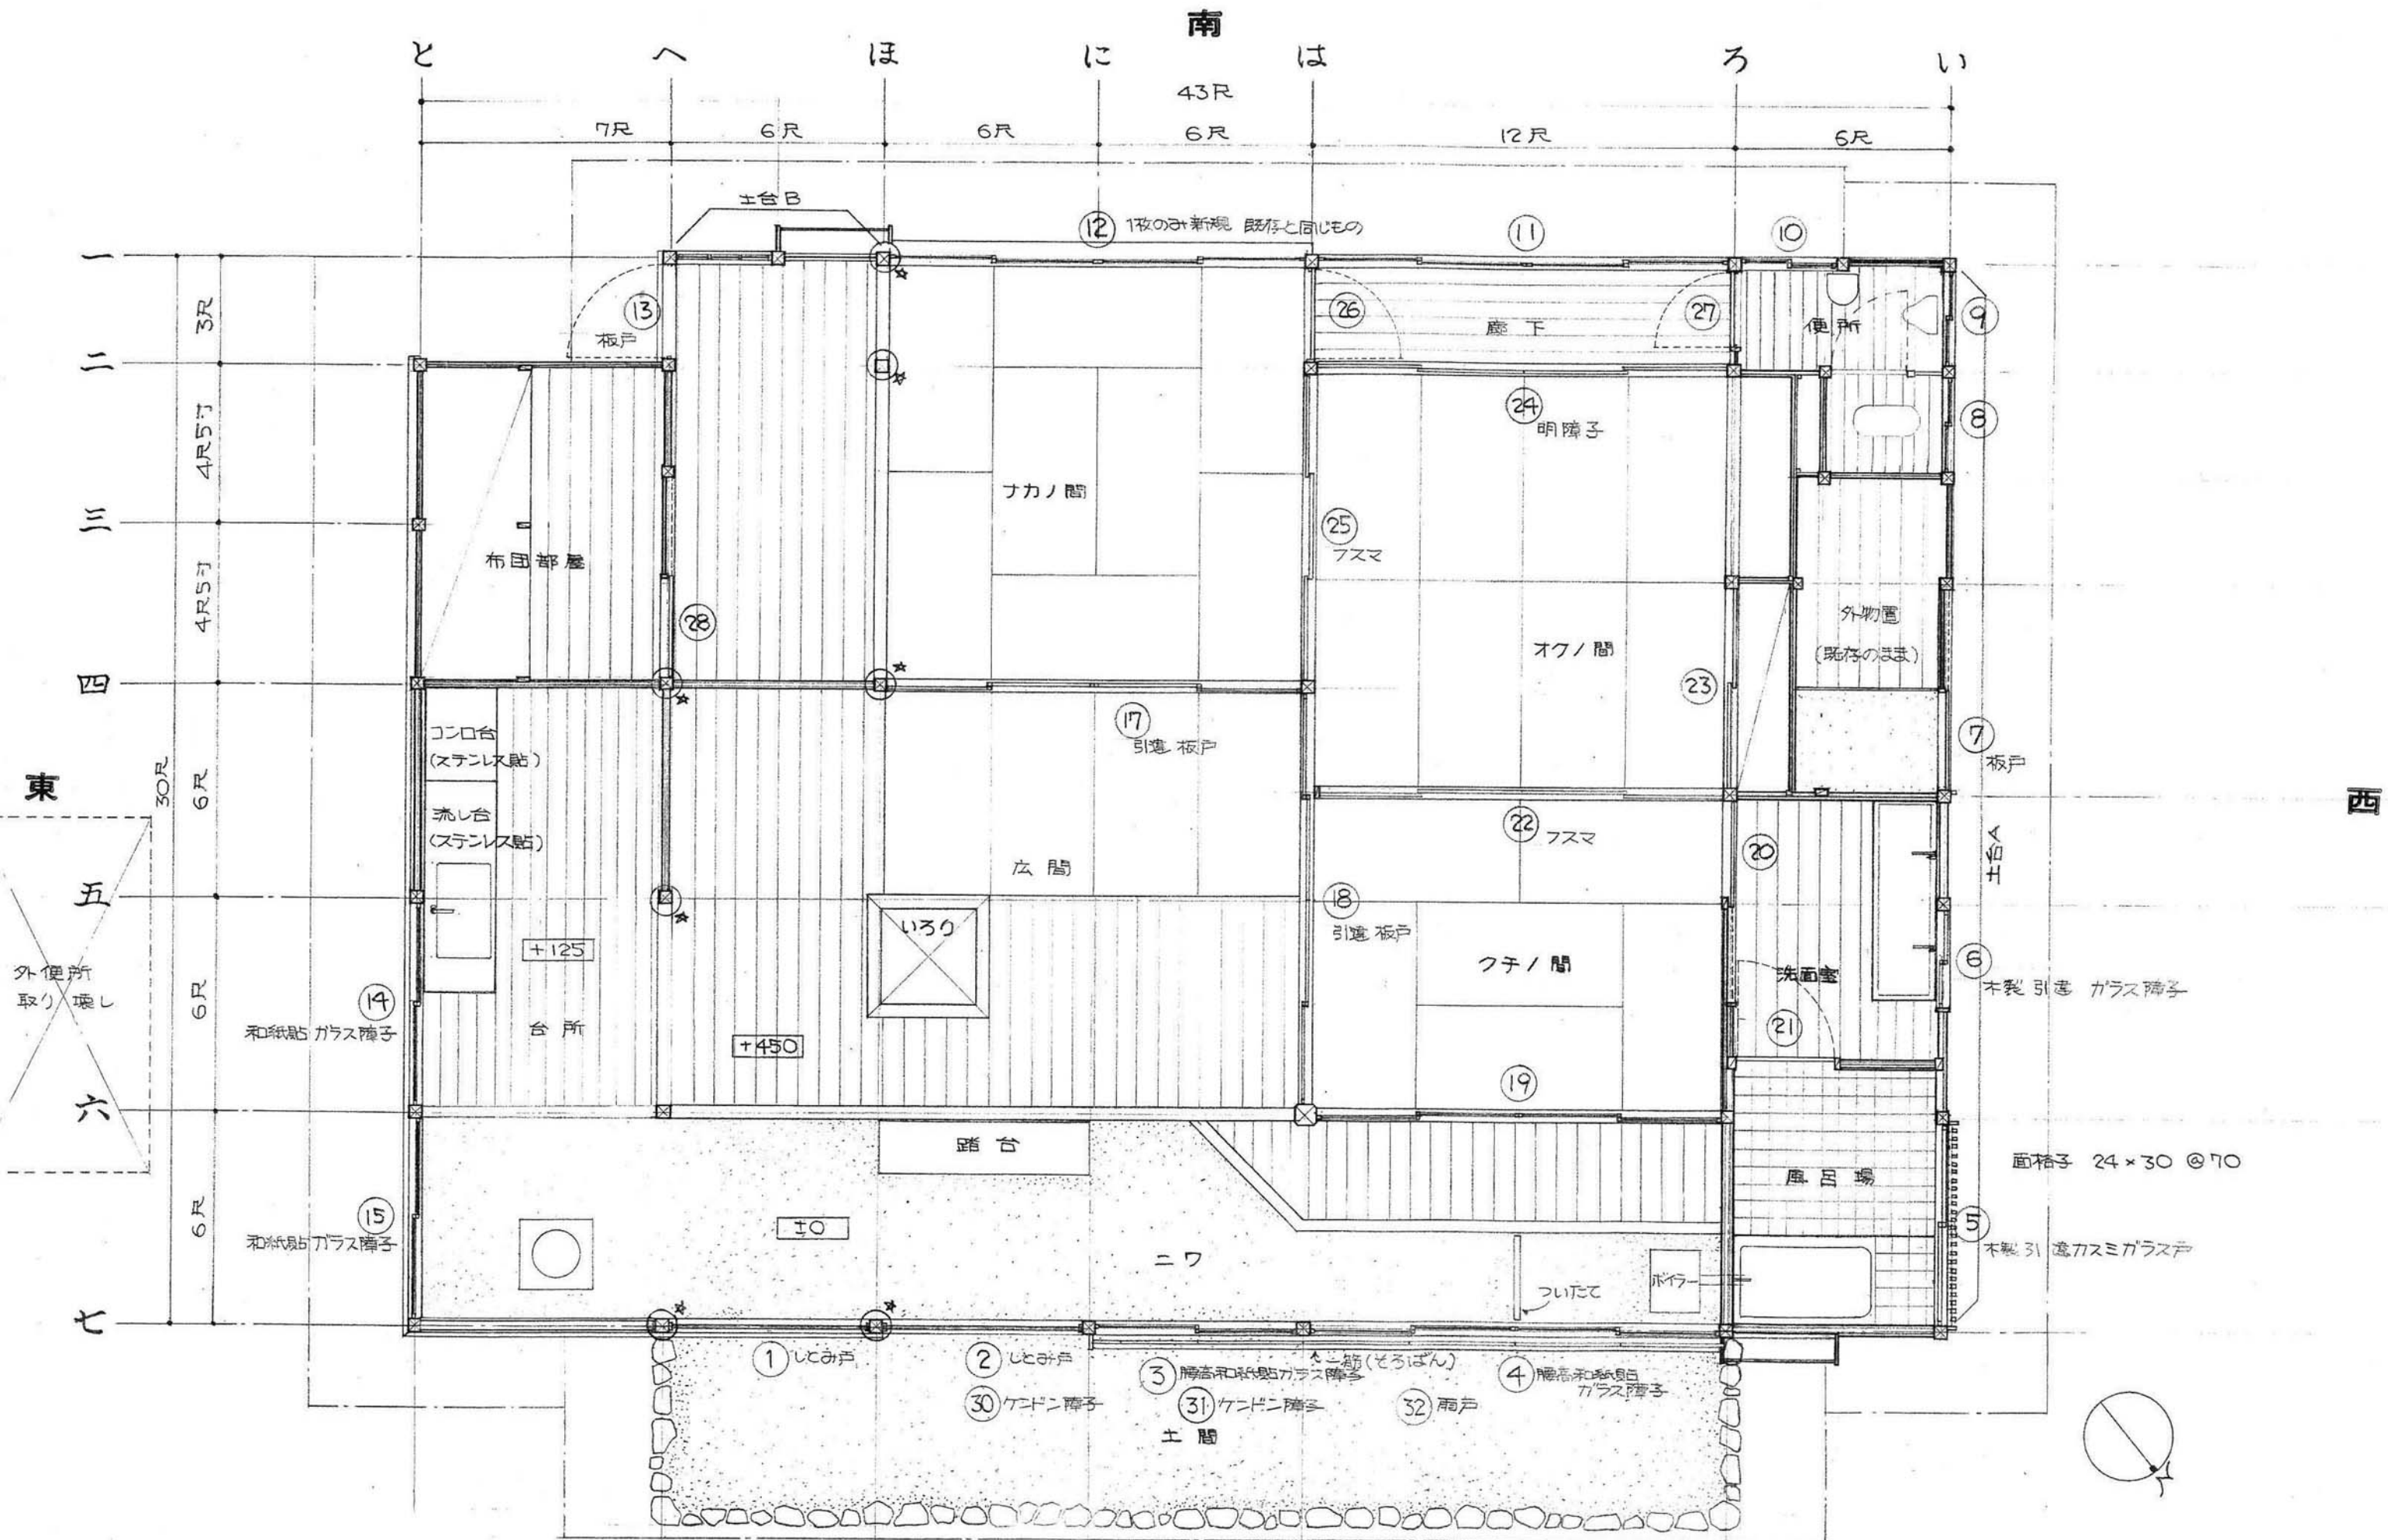 南
と へ ほ に は ろ い
43尺
7尺 6尺 6尺 6尺 12尺 6尺
土台B
⑫ 1枚のみ新規 既存と同じもの
⑪
⑩
一
3尺
⑬
板戸
㉖
廊下
㉗
便所
⑨
二
4尺5寸
㉔
明障子
⑧
ナカノ間
三
㉕
フスマ
布団部屋
4尺5寸
㉘
外物置
(既存のまま)
オクノ間
㉓
四
コンロ台
(ステンレス貼)
⑰
引違 板戸
⑦
板戸
東
30尺
6尺
西
流し台
(ステンレス貼)
㉒ フスマ
⑳
土台A
広間
五
⑱
引違 板戸
いろり
+125
クチノ間
洗面室
⑥
木製 引違 ガラス障子
外便所
取り壊し
6尺
⑭
和紙貼 ガラス障子
台所
+450
㉑
⑲
六
踏台
面格子 24×30 @70
風呂場
6尺
⑮
和紙貼ガラス障子
±0
ニワ
⑤
木製 引違カスミガラス戸
ボイラー
ついたて
七
① しとみ戸
② しとみ戸
一筋(そろばん)
③ 腰高和紙貼ガラス障子
④ 腰高和紙貼
ガラス障子
㉚ ケンドン障子
㉛ ケンドン障子
㉜ 雨戸
土間